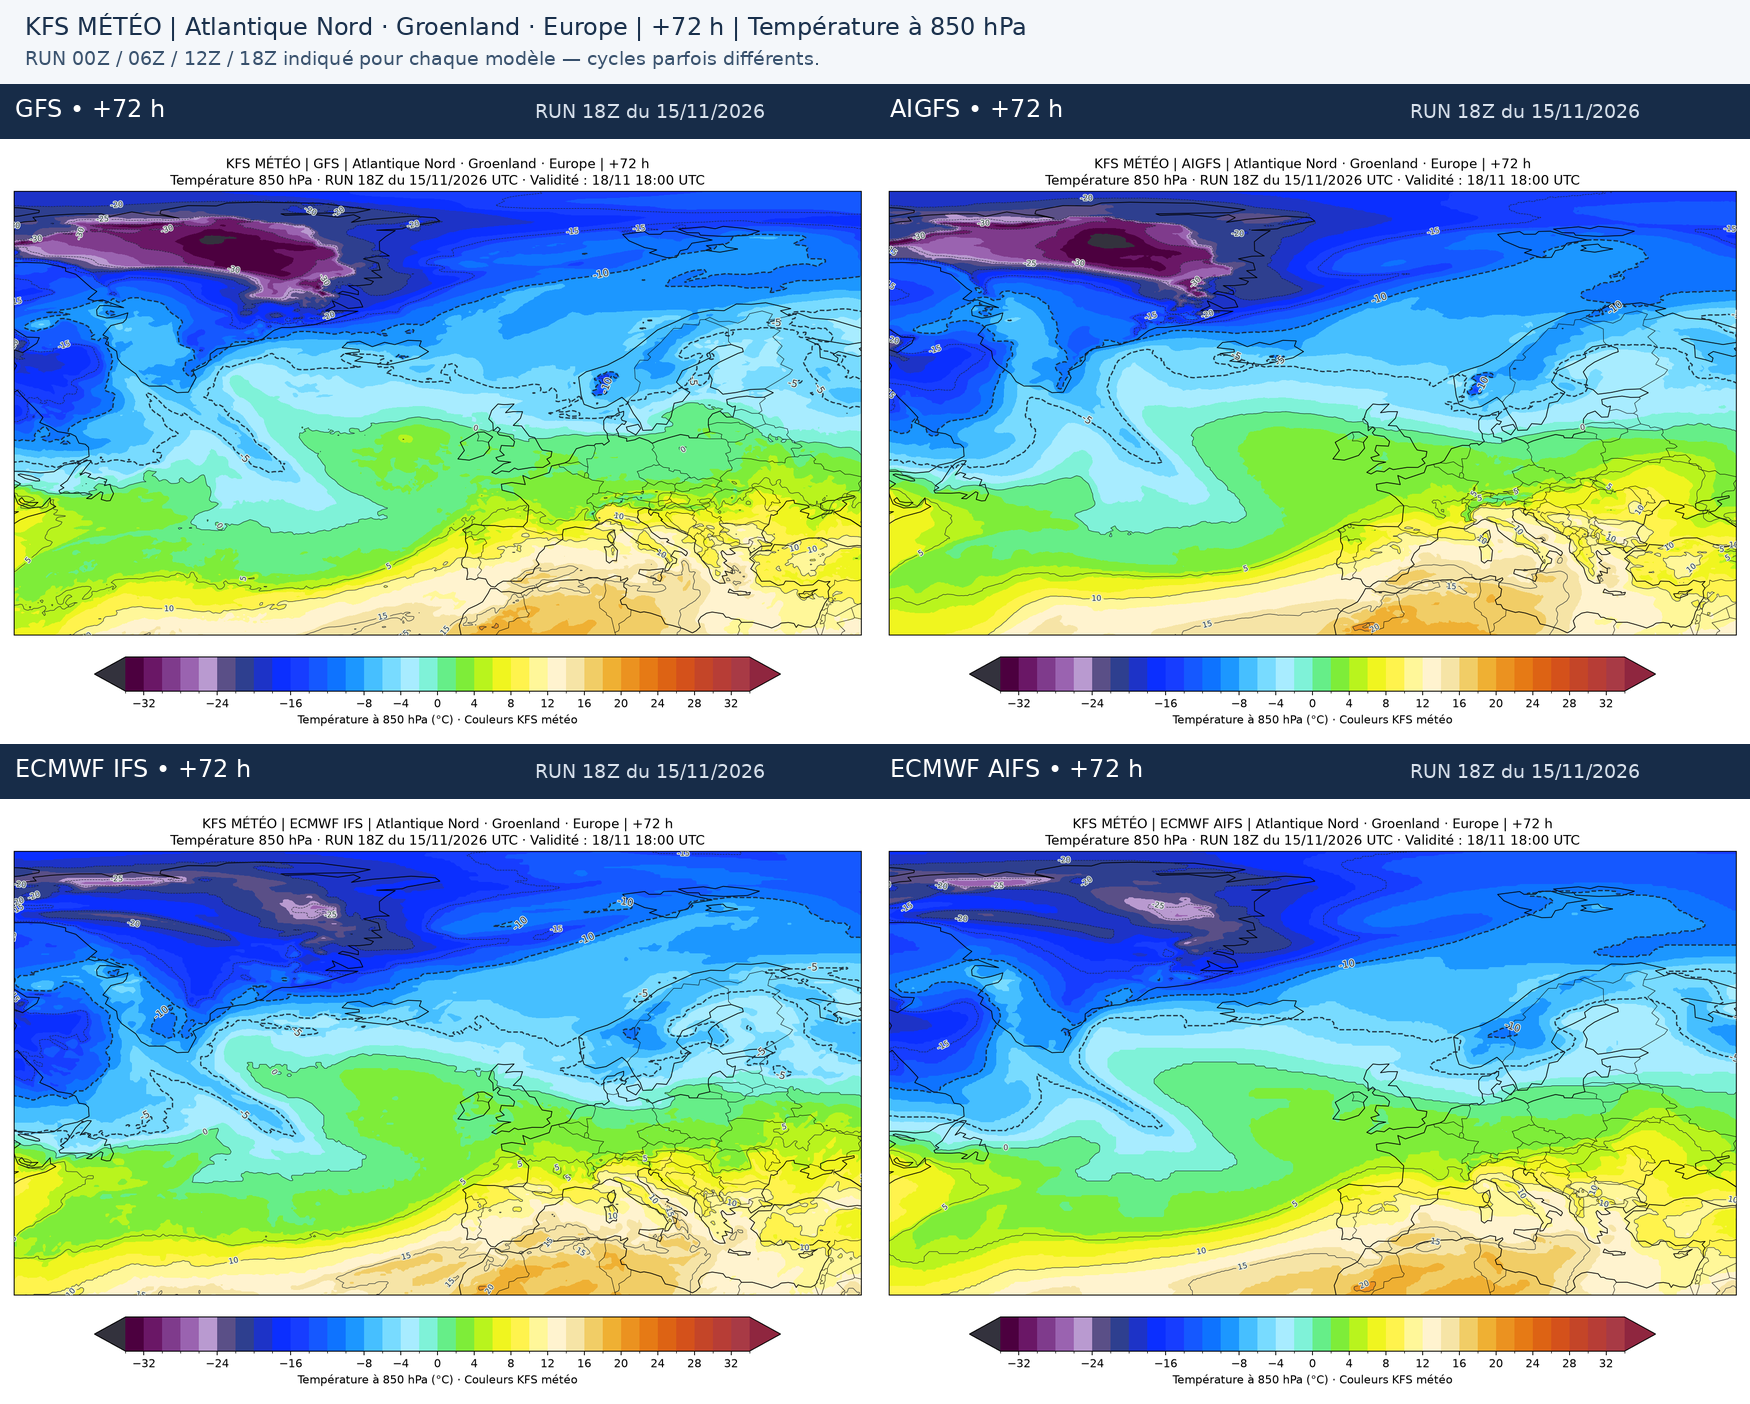 KFS MÉTÉO | Atlantique Nord · Groenland · Europe | +72 h | Température à 850 hPa
RUN 00Z / 06Z / 12Z / 18Z indiqué pour chaque modèle — cycles parfois différents.
GFS • +72 h
RUN 18Z du 15/11/2026
AIGFS • +72 h
RUN 18Z du 15/11/2026
KFS MÉTÉO | GFS | Atlantique Nord · Groenland · Europe | +72 h
Température 850 hPa · RUN 18Z du 15/11/2026 UTC · Validité : 18/11 18:00 UTC
KFS MÉTÉO | AIGFS | Atlantique Nord · Groenland · Europe | +72 h
Température 850 hPa · RUN 18Z du 15/11/2026 UTC · Validité : 18/11 18:00 UTC
−32 −24 −16 −8 −4 0 4 8 12 16 20 24 28 32
Température à 850 hPa (°C) · Couleurs KFS météo
−32 −24 −16 −8 −4 0 4 8 12 16 20 24 28 32
Température à 850 hPa (°C) · Couleurs KFS météo
ECMWF IFS • +72 h
RUN 18Z du 15/11/2026
ECMWF AIFS • +72 h
RUN 18Z du 15/11/2026
KFS MÉTÉO | ECMWF IFS | Atlantique Nord · Groenland · Europe | +72 h
Température 850 hPa · RUN 18Z du 15/11/2026 UTC · Validité : 18/11 18:00 UTC
KFS MÉTÉO | ECMWF AIFS | Atlantique Nord · Groenland · Europe | +72 h
Température 850 hPa · RUN 18Z du 15/11/2026 UTC · Validité : 18/11 18:00 UTC
−32 −24 −16 −8 −4 0 4 8 12 16 20 24 28 32
Température à 850 hPa (°C) · Couleurs KFS météo
−32 −24 −16 −8 −4 0 4 8 12 16 20 24 28 32
Température à 850 hPa (°C) · Couleurs KFS météo